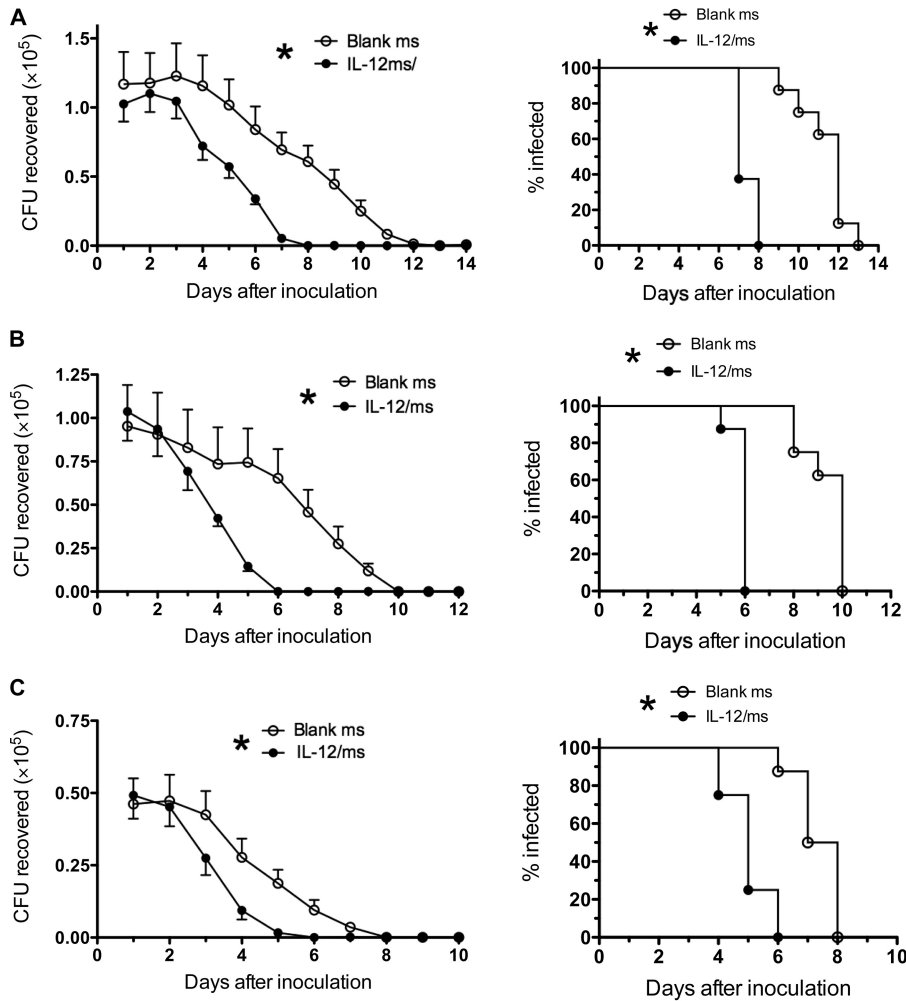 A
CFU recovered (×10⁵)
1.5
1.0
0.5
0.0
0 2 4 6 8 10 12 14
Days after inoculation
*
Blank ms
IL-12ms/
% infected
100
80
60
40
20
0
0 2 4 6 8 10 12 14
Days after inoculation
*
Blank ms
IL-12/ms
B
CFU recovered (×10⁵)
1.25
1.00
0.75
0.50
0.25
0.00
0 2 4 6 8 10 12
Days after inoculation
*
Blank ms
IL-12/ms
% infected
100
80
60
40
20
0
0 2 4 6 8 10 12
Days after inoculation
*
Blank ms
IL-12/ms
C
CFU recovered (×10⁵)
0.75
0.50
0.25
0.00
0 2 4 6 8 10
Days after inoculation
*
Blank ms
IL-12/ms
% infected
100
80
60
40
20
0
0 2 4 6 8 10
Days after inoculation
*
Blank ms
IL-12/ms